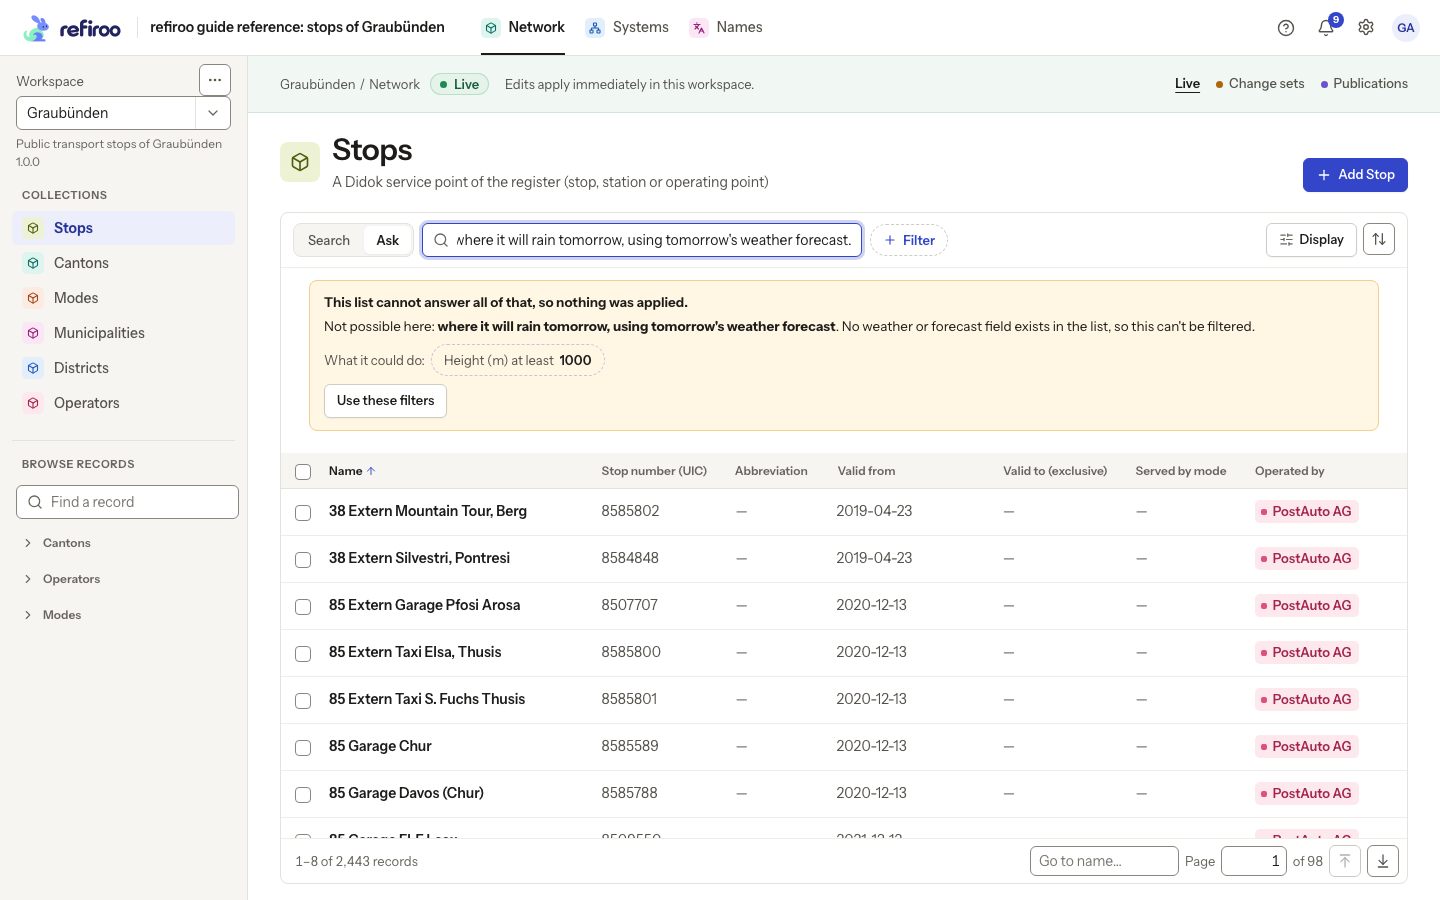 refiroo
refiroo guide reference: stops of Graubünden
Network
Systems
Names
9
GA
Workspace
...
Graubünden
Public transport stops of Graubünden
1.0.0
COLLECTIONS
Stops
Cantons
Modes
Municipalities
Districts
Operators
BROWSE RECORDS
Find a record
Cantons
Operators
Modes
Graubünden / Network
Live
Edits apply immediately in this workspace.
Live
Change sets
Publications
Stops
A Didok service point of the register (stop, station or operating point)
Add Stop
Search
Ask
where it will rain tomorrow, using tomorrow's weather forecast.
Filter
Display
This list cannot answer all of that, so nothing was applied.
Not possible here: where it will rain tomorrow, using tomorrow's weather forecast. No weather or forecast field exists in the list, so this can't be filtered.
What it could do: Height (m) at least 1000
Use these filters
Name Stop number (UIC) Abbreviation Valid from Valid to (exclusive) Served by mode Operated by
38 Extern Mountain Tour, Berg 8585802 — 2019-04-23 — — PostAuto AG
38 Extern Silvestri, Pontresi 8584848 — 2019-04-23 — — PostAuto AG
85 Extern Garage Pfosi Arosa 8507707 — 2020-12-13 — — PostAuto AG
85 Extern Taxi Elsa, Thusis 8585800 — 2020-12-13 — — PostAuto AG
85 Extern Taxi S. Fuchs Thusis 8585801 — 2020-12-13 — — PostAuto AG
85 Garage Chur 8585589 — 2020-12-13 — — PostAuto AG
85 Garage Davos (Chur) 8585788 — 2020-12-13 — — PostAuto AG
85 Garage PostAuto AG
1–8 of 2,443 records
Go to name...
Page 1 of 98